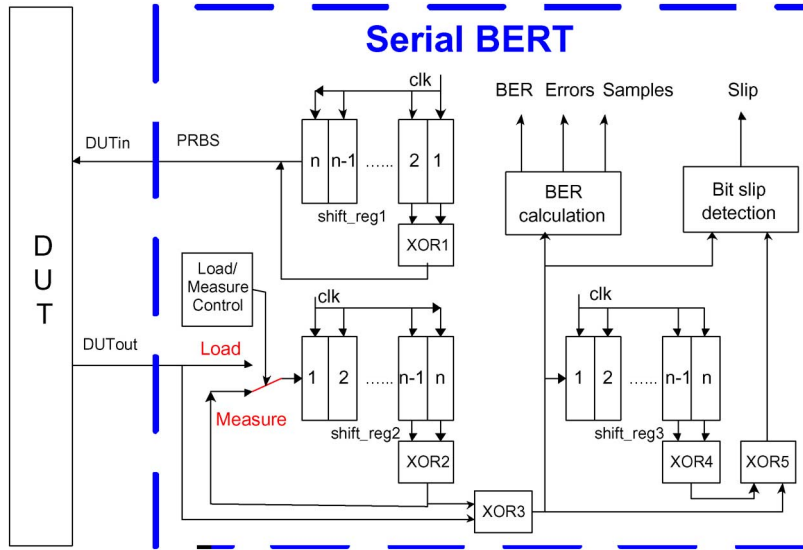 Serial BERT
clk
BER Errors Samples
Slip
DUTin
PRBS
n n-1 ...... 2 1
shift_reg1
XOR1
BER
calculation
Bit slip
detection
DUT
Load/
Measure
Control
clk
clk
DUTout
Load
Measure
1 2 ...... n-1 n
shift_reg2
XOR2
1 2 ...... n-1 n
shift_reg3
XOR4
XOR5
XOR3